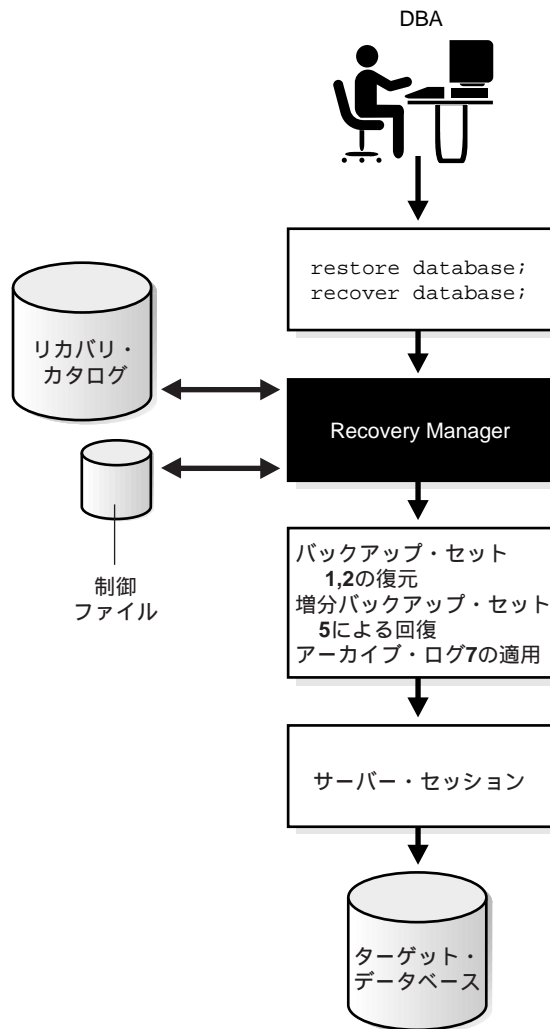 DBA
restore database;
recover database;
リカバリ・
カタログ
Recovery Manager
制御
ファイル
バックアップ・セット
1,2の復元
増分バックアップ・セット
5による回復
アーカイブ・ログ7の適用
サーバー・セッション
ターゲット・
データベース